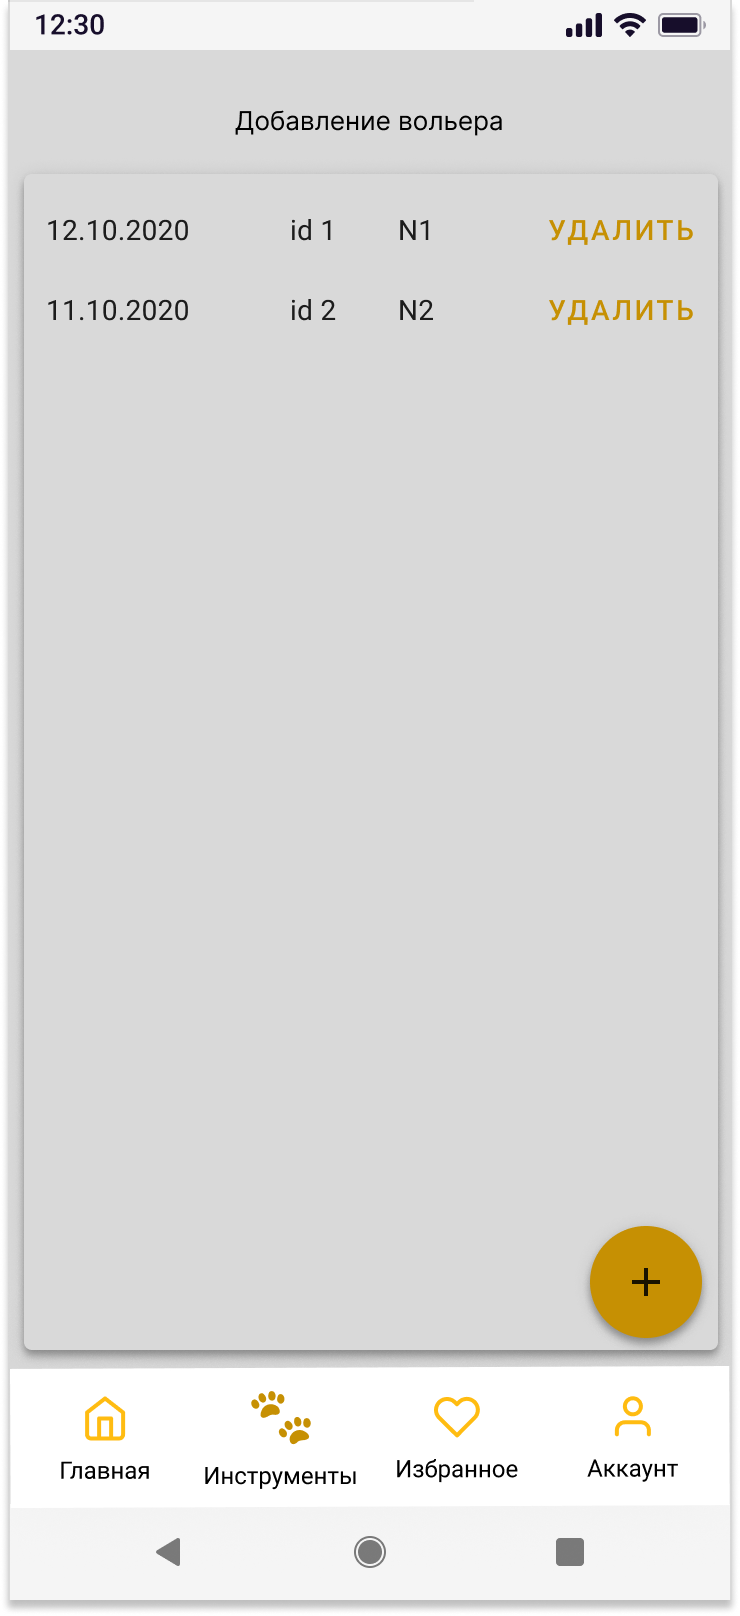 12:30
Добавление вольера
12.10.2020 id 1 N1 УДАЛИТЬ
11.10.2020 id 2 N2 УДАЛИТЬ
+
Главная Инструменты Избранное Аккаунт